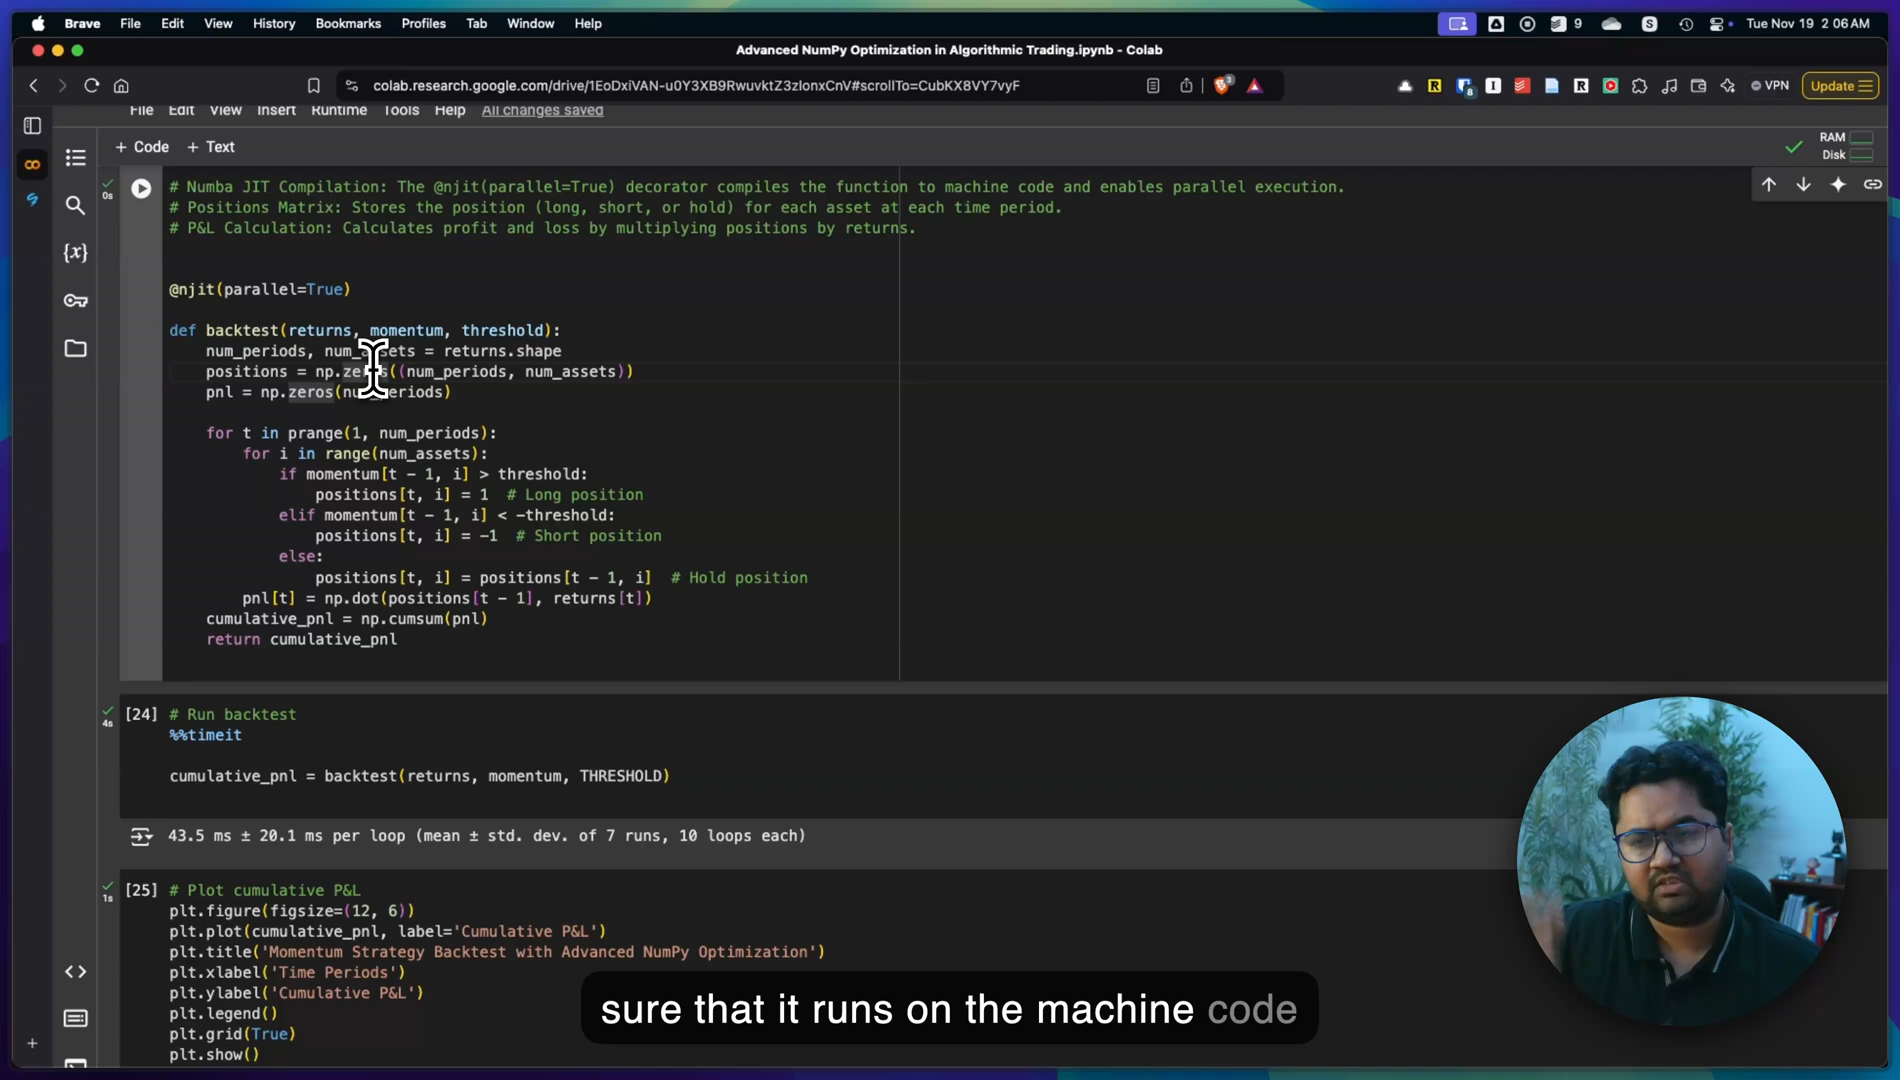 Brave File Edit View History Bookmarks Profiles Tab Window Help
9 S Tue Nov 19 2:06 AM
Advanced NumPy Optimization in Algorithmic Trading.ipynb - Colab
colab.research.google.com/drive/1EoDxiVAN-u0Y3XB9RwuvktZ3zIonxCnV#scrollTo=CubKX8VY7vyF
VPN Update
File Edit View Insert Runtime Tools Help All changes saved
+ Code + Text
RAM
Disk
0s
# Numba JIT Compilation: The @njit(parallel=True) decorator compiles the function to machine code and enables parallel execution.
# Positions Matrix: Stores the position (long, short, or hold) for each asset at each time period.
# P&L Calculation: Calculates profit and loss by multiplying positions by returns.
@njit(parallel=True)
def backtest(returns, momentum, threshold):
num_periods, num_assets = returns.shape
positions = np.zeros((num_periods, num_assets))
pnl = np.zeros(num_periods)
for t in prange(1, num_periods):
for i in range(num_assets):
if momentum[t - 1, i] > threshold:
positions[t, i] = 1 # Long position
elif momentum[t - 1, i] < -threshold:
positions[t, i] = -1 # Short position
else:
positions[t, i] = positions[t - 1, i] # Hold position
pnl[t] = np.dot(positions[t - 1], returns[t])
cumulative_pnl = np.cumsum(pnl)
return cumulative_pnl
4s
[24] # Run backtest
%%timeit
cumulative_pnl = backtest(returns, momentum, THRESHOLD)
43.5 ms ± 20.1 ms per loop (mean ± std. dev. of 7 runs, 10 loops each)
1s
[25] # Plot cumulative P&L
plt.figure(figsize=(12, 6))
plt.plot(cumulative_pnl, label='Cumulative P&L')
plt.title('Momentum Strategy Backtest with Advanced NumPy Optimization')
plt.xlabel('Time Periods')
plt.ylabel('Cumulative P&L')
plt.legend()
plt.grid(True)
plt.show()
sure that it runs on the machine code